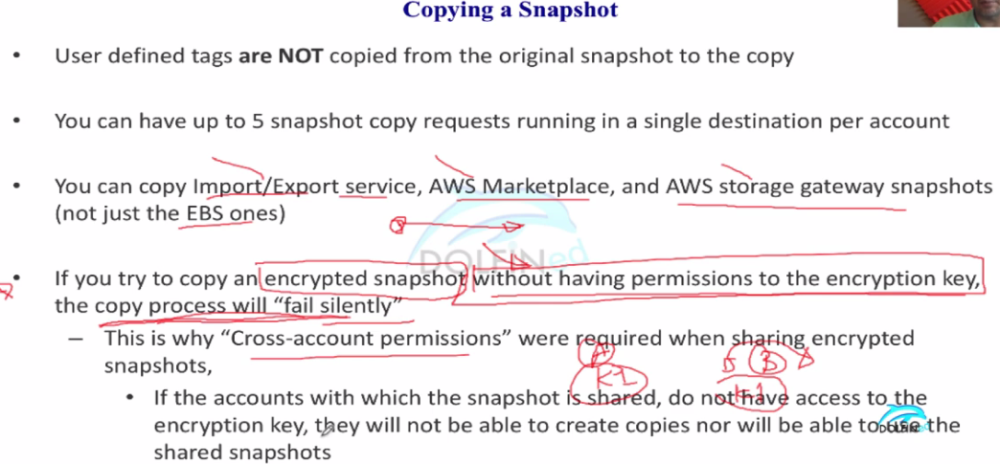 Copying a Snapshot
• User defined tags are NOT copied from the original snapshot to the copy
• You can have up to 5 snapshot copy requests running in a single destination per account
• You can copy Import/Export service, AWS Marketplace, and AWS storage gateway snapshots
(not just the EBS ones)
DOLFINed
• If you try to copy an encrypted snapshot without having permissions to the encryption key,
the copy process will “fail silently”
– This is why “Cross-account permissions” were required when sharing encrypted
snapshots,
A
B
K1
K1
• If the accounts with which the snapshot is shared, do not have access to the
encryption key, they will not be able to create copies nor will be able to use the
shared snapshots